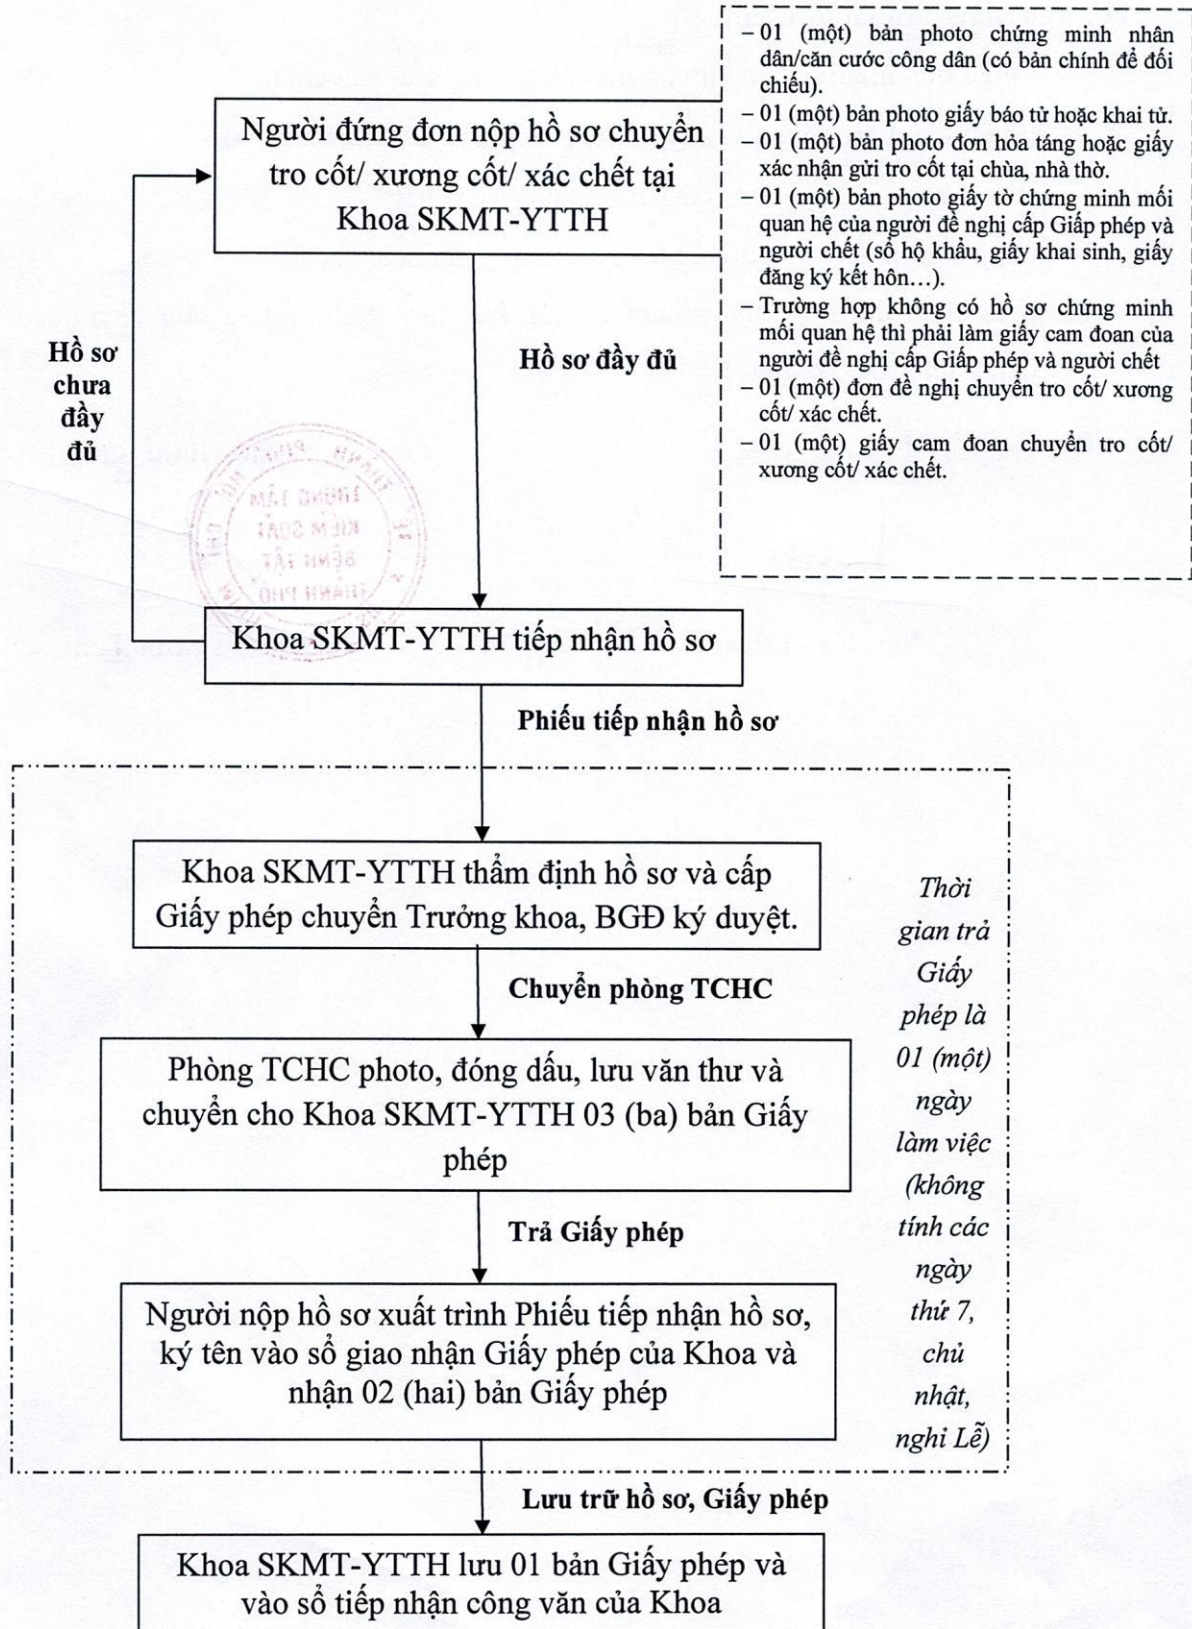 – 01 (một) bản photo chứng minh nhân
dân/căn cước công dân (có bản chính để đối
chiếu).
– 01 (một) bản photo giấy báo tử hoặc khai tử.
– 01 (một) bản photo đơn hỏa táng hoặc giấy
xác nhận gửi tro cốt tại chùa, nhà thờ.
– 01 (một) bản photo giấy tờ chứng minh mối
quan hệ của người đề nghị cấp Giấp phép và
người chết (sổ hộ khẩu, giấy khai sinh, giấy
đăng ký kết hôn…).
– Trường hợp không có hồ sơ chứng minh
mối quan hệ thì phải làm giấy cam đoan của
người đề nghị cấp Giấp phép và người chết
– 01 (một) đơn đề nghị chuyển tro cốt/ xương
cốt/ xác chết.
– 01 (một) giấy cam đoan chuyển tro cốt/
xương cốt/ xác chết.
Người đứng đơn nộp hồ sơ chuyển
tro cốt/ xương cốt/ xác chết tại
Khoa SKMT-YTTH
Hồ sơ
chưa
đầy
đủ
Hồ sơ đầy đủ
TRUNG TÂM
KIỂM SOÁT
BỆNH TẬT
THÀNH PHỐ
Khoa SKMT-YTTH tiếp nhận hồ sơ
Phiếu tiếp nhận hồ sơ
Khoa SKMT-YTTH thẩm định hồ sơ và cấp
Giấy phép chuyển Trưởng khoa, BGĐ ký duyệt.
Chuyển phòng TCHC
Phòng TCHC photo, đóng dấu, lưu văn thư và
chuyển cho Khoa SKMT-YTTH 03 (ba) bản Giấy
phép
Trả Giấy phép
Người nộp hồ sơ xuất trình Phiếu tiếp nhận hồ sơ,
ký tên vào sổ giao nhận Giấy phép của Khoa và
nhận 02 (hai) bản Giấy phép
Thời
gian trả
Giấy
phép là
01 (một)
ngày
làm việc
(không
tính các
ngày
thứ 7,
chủ
nhật,
nghỉ Lễ)
Lưu trữ hồ sơ, Giấy phép
Khoa SKMT-YTTH lưu 01 bản Giấy phép và
vào sổ tiếp nhận công văn của Khoa